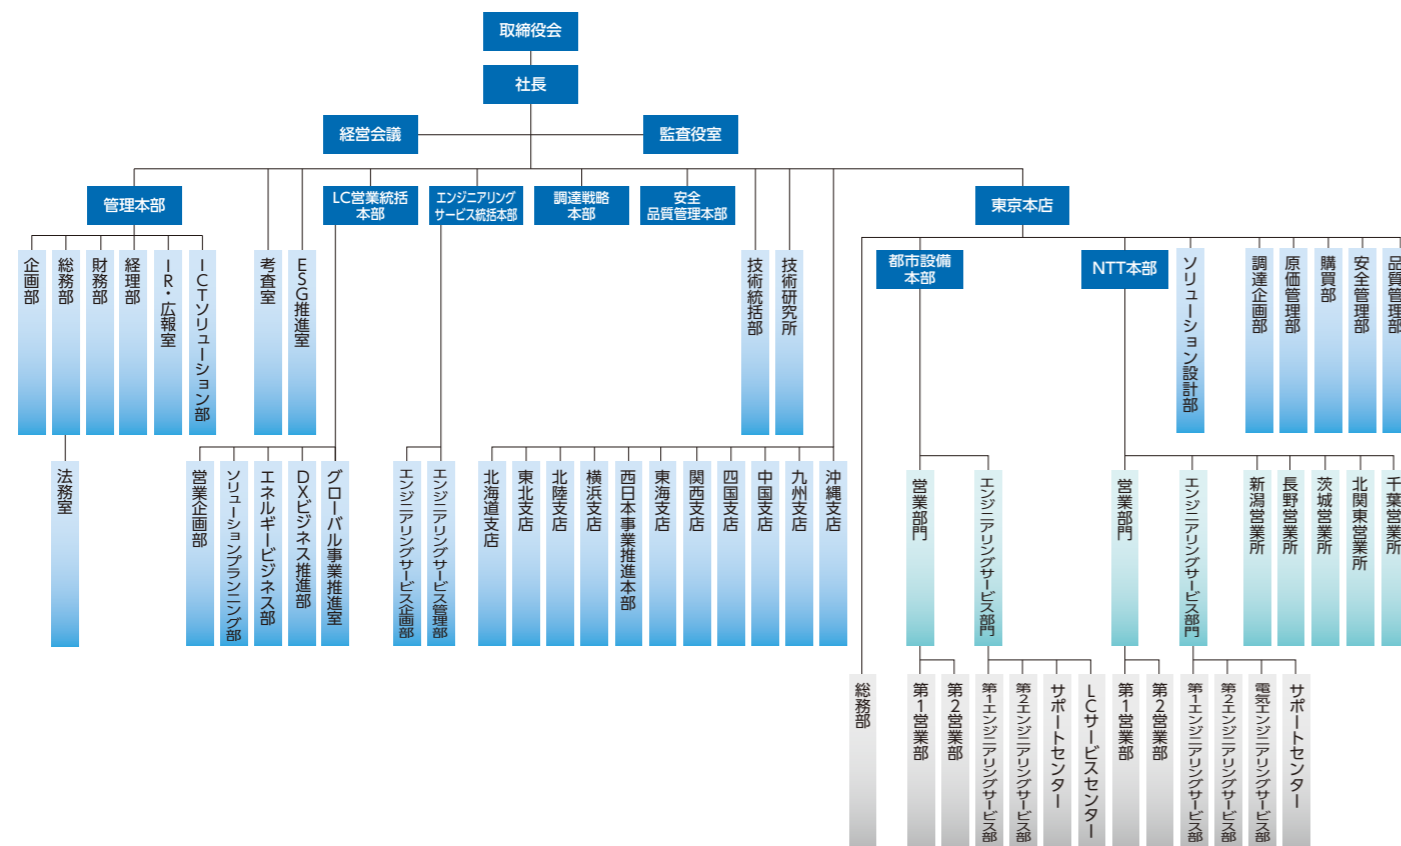 取締役会
社長
経営会議
監査役室
管理本部
LC営業統括
本部
エンジニアリング
サービス統括本部
調達戦略
本部
安全
品質管理本部
東京本店
企画部
総務部
財務部
経理部
IR・広報室
ICTソリューション部
考査室
ESG推進室
技術統括部
技術研究所
都市設備
本部
NTT本部
ソリューション設計部
調達企画部
原価管理部
購買部
安全管理部
品質管理部
法務室
営業企画部
ソリューションプランニング部
エネルギービジネス部
DXビジネス推進部
グローバル事業推進室
エンジニアリングサービス企画部
エンジニアリングサービス管理部
北海道支店
東北支店
北陸支店
横浜支店
西日本事業推進本部
東海支店
関西支店
四国支店
中国支店
九州支店
沖縄支店
営業部門
エンジニアリングサービス部門
営業部門
エンジニアリングサービス部門
新潟営業所
長野営業所
茨城営業所
北関東営業所
千葉営業所
総務部
第1営業部
第2営業部
第1エンジニアリングサービス部
第2エンジニアリングサービス部
サポートセンター
LCサービスセンター
第1営業部
第2営業部
第1エンジニアリングサービス部
第2エンジニアリングサービス部
電気エンジニアリングサービス部
サポートセンター